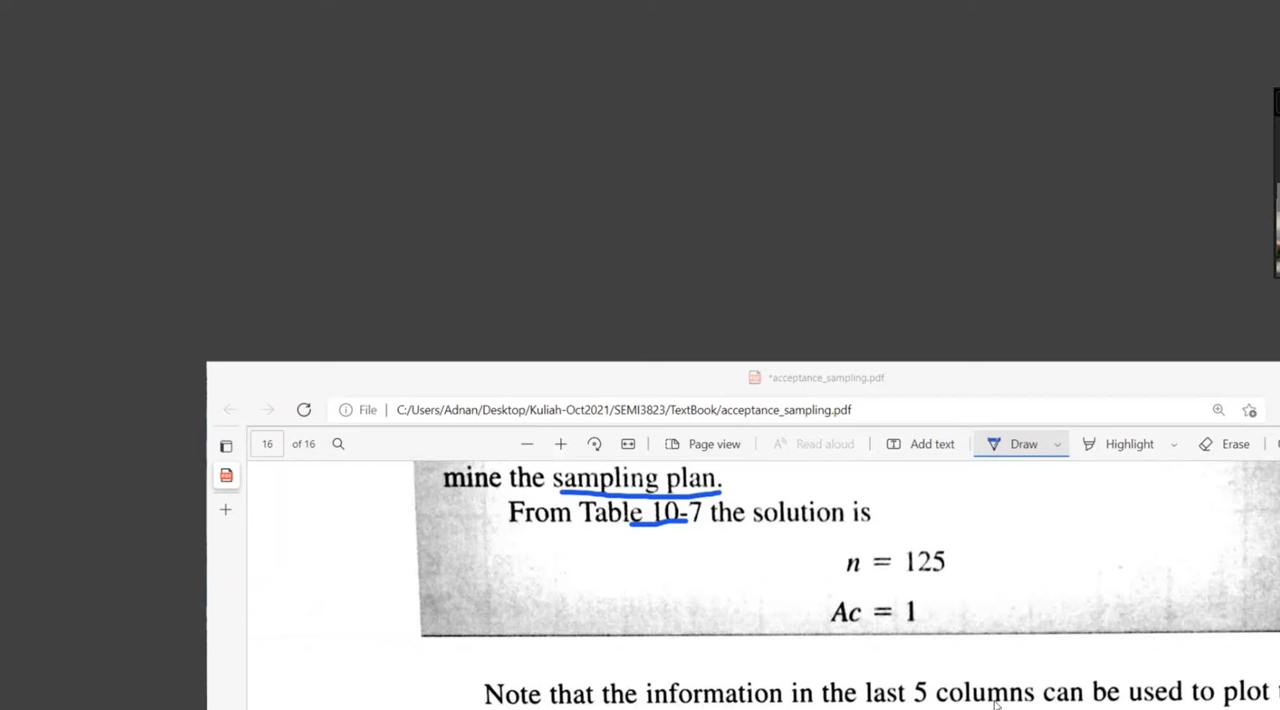 *acceptance_sampling.pdf
File | C:/Users/Adnan/Desktop/Kuliah-Oct2021/SEMI3823/TextBook/acceptance_sampling.pdf
16 of 16 Page view Read aloud Add text Draw Highlight Erase
mine the sampling plan.
From Table 10-7 the solution is
n = 125
Ac = 1
Note that the information in the last 5 columns can be used to plot